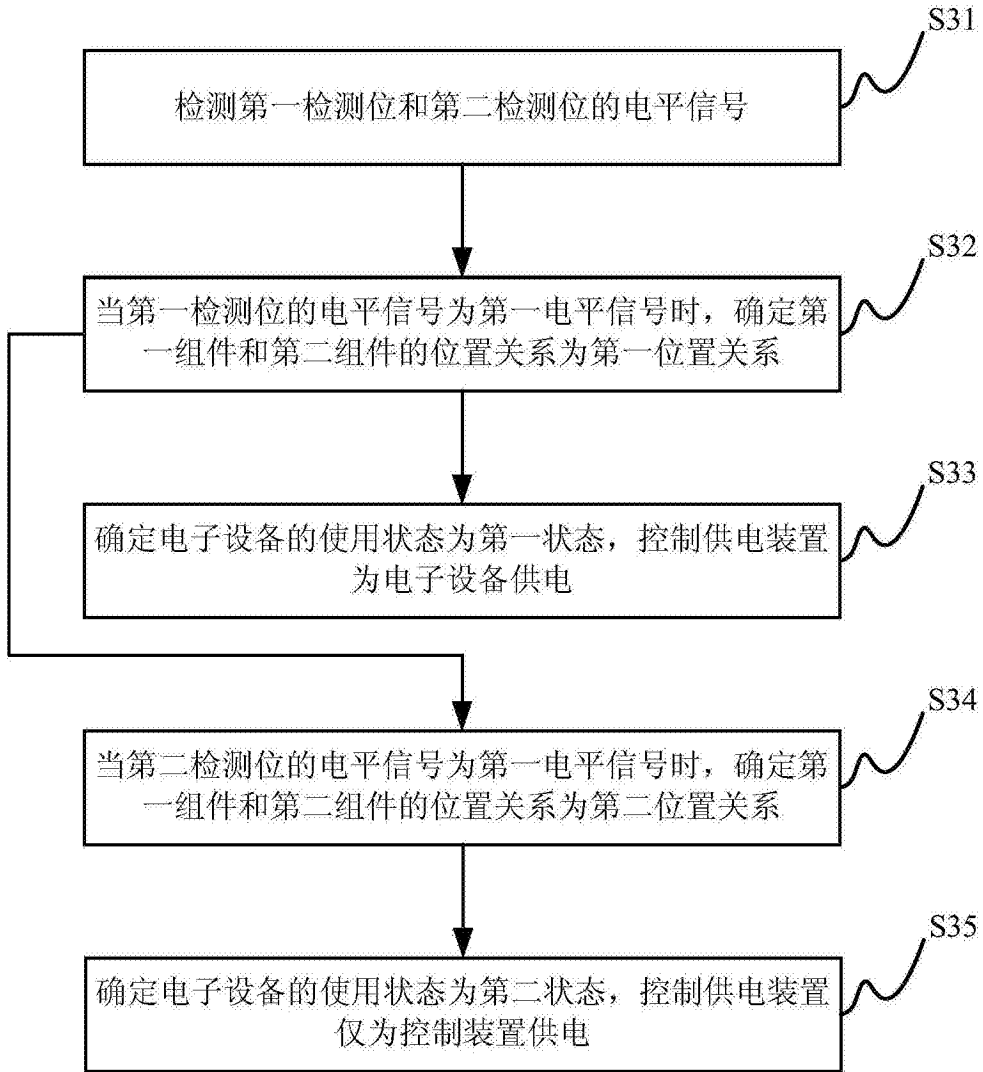 S31
检测第一检测位和第二检测位的电平信号
S32
当第一检测位的电平信号为第一电平信号时，确定第
一组件和第二组件的位置关系为第一位置关系
S33
确定电子设备的使用状态为第一状态，控制供电装置
为电子设备供电
S34
当第二检测位的电平信号为第一电平信号时，确定第
一组件和第二组件的位置关系为第二位置关系
S35
确定电子设备的使用状态为第二状态，控制供电装置
仅为控制装置供电